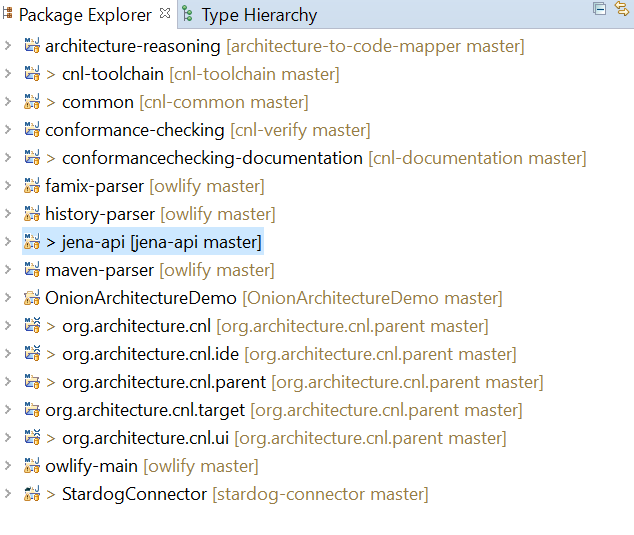 Package Explorer Type Hierarchy
architecture-reasoning [architecture-to-code-mapper master]
> cnl-toolchain [cnl-toolchain master]
> common [cnl-common master]
conformance-checking [cnl-verify master]
> conformancechecking-documentation [cnl-documentation master]
famix-parser [owlify master]
history-parser [owlify master]
> jena-api [jena-api master]
maven-parser [owlify master]
OnionArchitectureDemo [OnionArchitectureDemo master]
> org.architecture.cnl [org.architecture.cnl.parent master]
> org.architecture.cnl.ide [org.architecture.cnl.parent master]
> org.architecture.cnl.parent [org.architecture.cnl.parent master]
org.architecture.cnl.target [org.architecture.cnl.parent master]
> org.architecture.cnl.ui [org.architecture.cnl.parent master]
owlify-main [owlify master]
> StardogConnector [stardog-connector master]